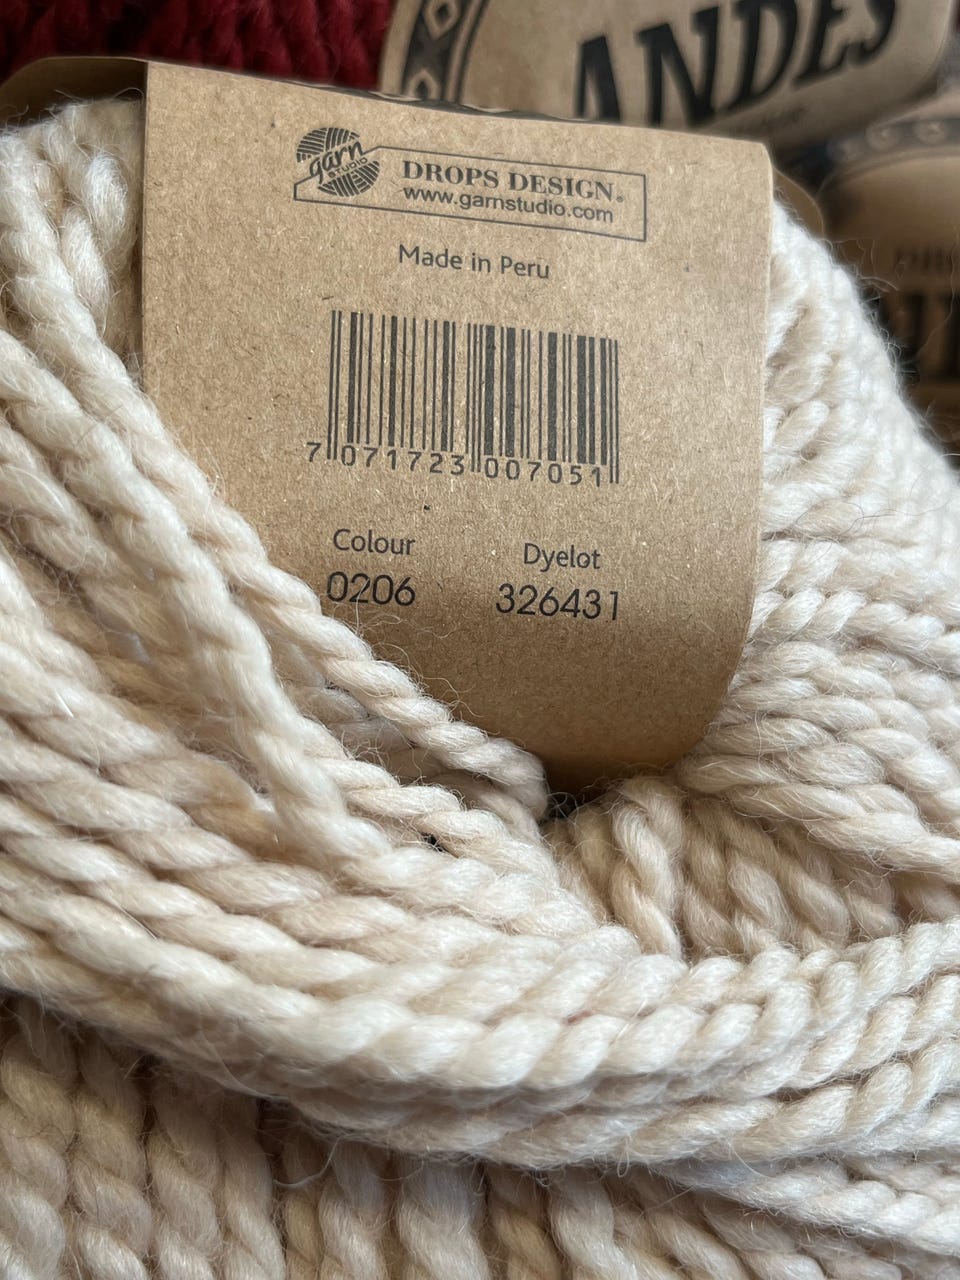 ANDES
garn
STUDIO
DROPS DESIGN®
www.garnstudio.com
Made in Peru
7 071723 007051
Colour Dyelot
0206 326431